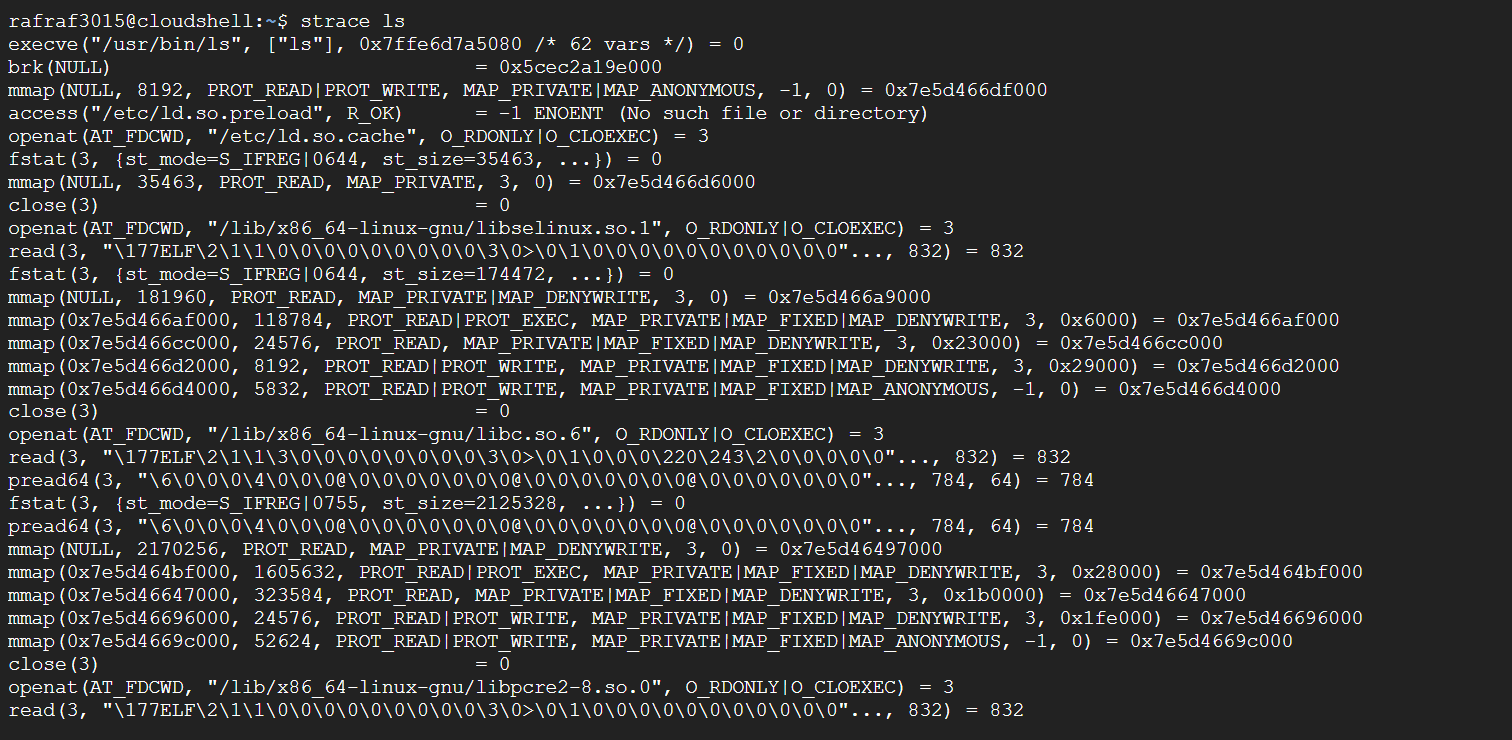 rafraf3015@cloudshell:~$ strace ls
execve("/usr/bin/ls", ["ls"], 0x7ffe6d7a5080 /* 62 vars */) = 0
brk(NULL)                               = 0x5cec2a19e000
mmap(NULL, 8192, PROT_READ|PROT_WRITE, MAP_PRIVATE|MAP_ANONYMOUS, -1, 0) = 0x7e5d466df000
access("/etc/ld.so.preload", R_OK)      = -1 ENOENT (No such file or directory)
openat(AT_FDCWD, "/etc/ld.so.cache", O_RDONLY|O_CLOEXEC) = 3
fstat(3, {st_mode=S_IFREG|0644, st_size=35463, ...}) = 0
mmap(NULL, 35463, PROT_READ, MAP_PRIVATE, 3, 0) = 0x7e5d466d6000
close(3)                                = 0
openat(AT_FDCWD, "/lib/x86_64-linux-gnu/libselinux.so.1", O_RDONLY|O_CLOEXEC) = 3
read(3, "\177ELF\2\1\1\0\0\0\0\0\0\0\0\0\3\0>\0\1\0\0\0\0\0\0\0\0\0\0\0"..., 832) = 832
fstat(3, {st_mode=S_IFREG|0644, st_size=174472, ...}) = 0
mmap(NULL, 181960, PROT_READ, MAP_PRIVATE|MAP_DENYWRITE, 3, 0) = 0x7e5d466a9000
mmap(0x7e5d466af000, 118784, PROT_READ|PROT_EXEC, MAP_PRIVATE|MAP_FIXED|MAP_DENYWRITE, 3, 0x6000) = 0x7e5d466af000
mmap(0x7e5d466cc000, 24576, PROT_READ, MAP_PRIVATE|MAP_FIXED|MAP_DENYWRITE, 3, 0x23000) = 0x7e5d466cc000
mmap(0x7e5d466d2000, 8192, PROT_READ|PROT_WRITE, MAP_PRIVATE|MAP_FIXED|MAP_DENYWRITE, 3, 0x29000) = 0x7e5d466d2000
mmap(0x7e5d466d4000, 5832, PROT_READ|PROT_WRITE, MAP_PRIVATE|MAP_FIXED|MAP_ANONYMOUS, -1, 0) = 0x7e5d466d4000
close(3)                                = 0
openat(AT_FDCWD, "/lib/x86_64-linux-gnu/libc.so.6", O_RDONLY|O_CLOEXEC) = 3
read(3, "\177ELF\2\1\1\3\0\0\0\0\0\0\0\0\3\0>\0\1\0\0\0\220\243\2\0\0\0\0\0"..., 832) = 832
pread64(3, "\6\0\0\0\4\0\0\0@\0\0\0\0\0\0\0@\0\0\0\0\0\0\0@\0\0\0\0\0\0\0"..., 784, 64) = 784
fstat(3, {st_mode=S_IFREG|0755, st_size=2125328, ...}) = 0
pread64(3, "\6\0\0\0\4\0\0\0@\0\0\0\0\0\0\0@\0\0\0\0\0\0\0@\0\0\0\0\0\0\0"..., 784, 64) = 784
mmap(NULL, 2170256, PROT_READ, MAP_PRIVATE|MAP_DENYWRITE, 3, 0) = 0x7e5d46497000
mmap(0x7e5d464bf000, 1605632, PROT_READ|PROT_EXEC, MAP_PRIVATE|MAP_FIXED|MAP_DENYWRITE, 3, 0x28000) = 0x7e5d464bf000
mmap(0x7e5d46647000, 323584, PROT_READ, MAP_PRIVATE|MAP_FIXED|MAP_DENYWRITE, 3, 0x1b0000) = 0x7e5d46647000
mmap(0x7e5d46696000, 24576, PROT_READ|PROT_WRITE, MAP_PRIVATE|MAP_FIXED|MAP_DENYWRITE, 3, 0x1fe000) = 0x7e5d46696000
mmap(0x7e5d4669c000, 52624, PROT_READ|PROT_WRITE, MAP_PRIVATE|MAP_FIXED|MAP_ANONYMOUS, -1, 0) = 0x7e5d4669c000
close(3)                                = 0
openat(AT_FDCWD, "/lib/x86_64-linux-gnu/libpcre2-8.so.0", O_RDONLY|O_CLOEXEC) = 3
read(3, "\177ELF\2\1\1\0\0\0\0\0\0\0\0\0\3\0>\0\1\0\0\0\0\0\0\0\0\0\0\0"..., 832) = 832